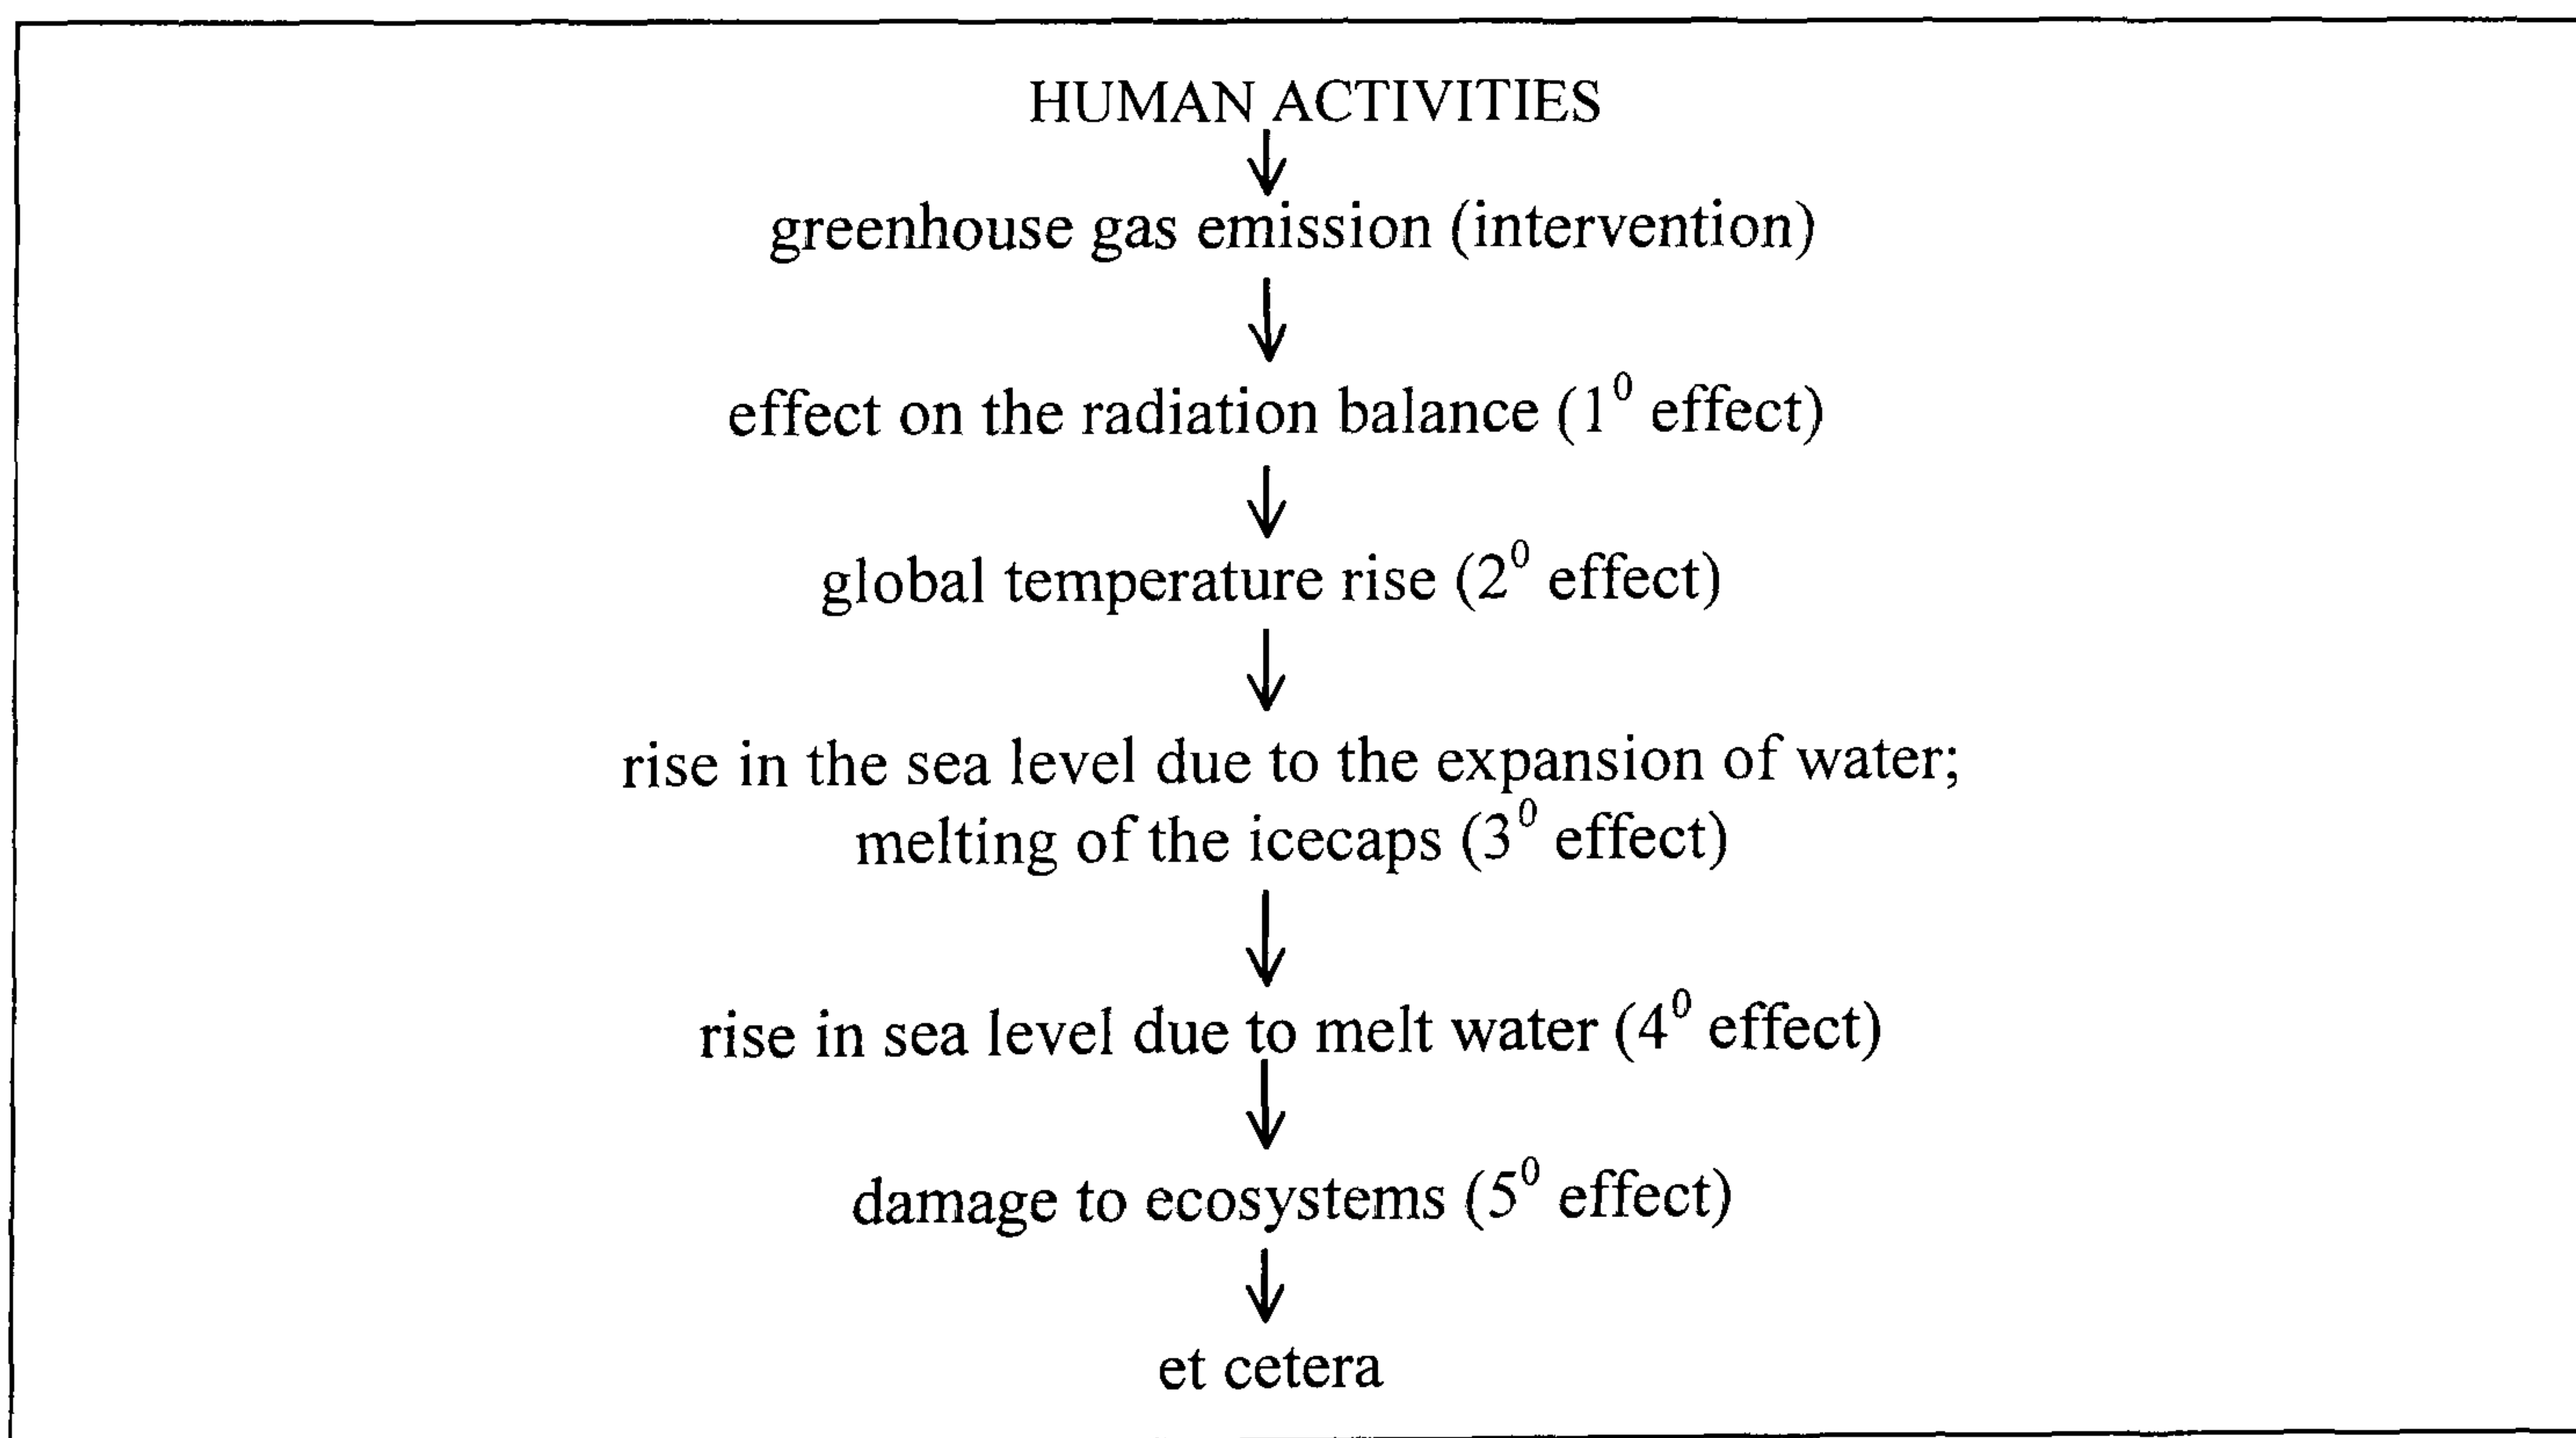 HUMAN ACTIVITIES
greenhouse gas emission (intervention)
effect on the radiation balance (1⁰ effect)
global temperature rise (2⁰ effect)
rise in the sea level due to the expansion of water;
melting of the icecaps (3⁰ effect)
rise in sea level due to melt water (4⁰ effect)
damage to ecosystems (5⁰ effect)
et cetera